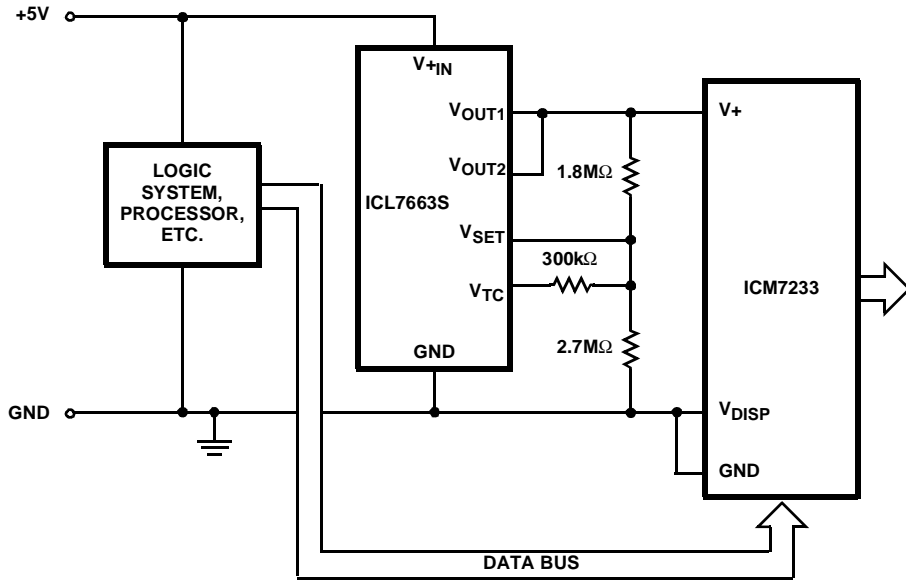 +5V
V+IN
VOUT1
V+
LOGIC
SYSTEM,
PROCESSOR,
ETC.
VOUT2
1.8MΩ
ICL7663S
VSET
300kΩ
VTC
ICM7233
GND
2.7MΩ
GND
VDISP
GND
DATA BUS